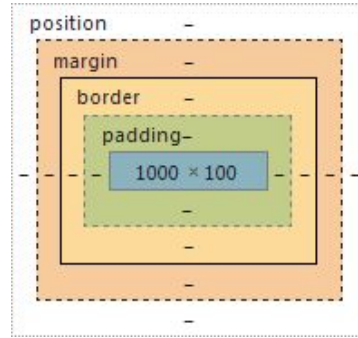 position –
margin –
border –
padding –
– – – – 1000 × 100 – – – –
–
–
–
–